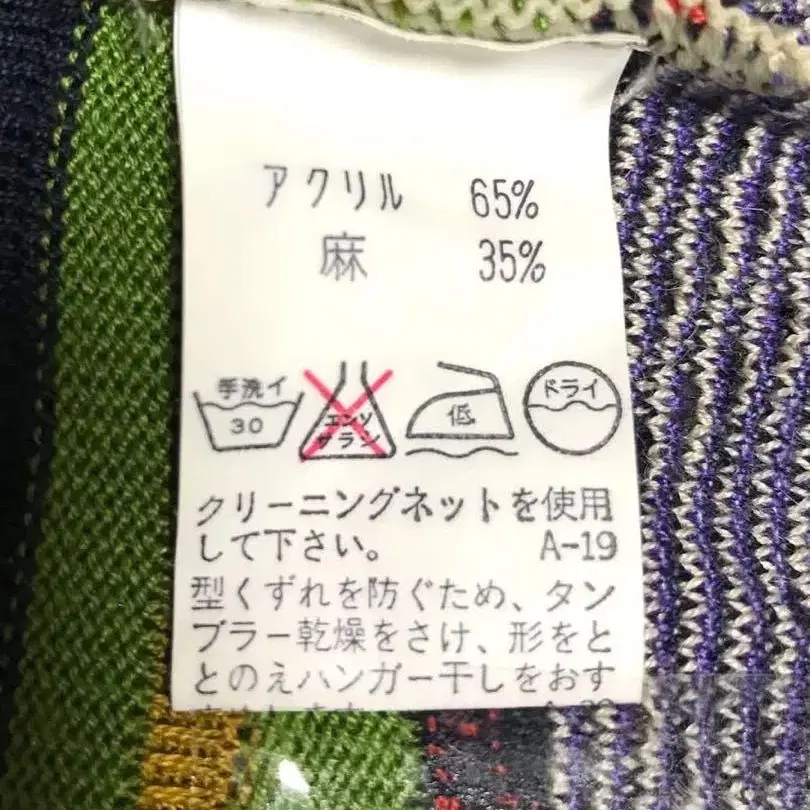 アクリル 65%
麻 35%
手洗イ
30
エンソ
サラシ
低
ドライ
クリーニングネットを使用
して下さい。 A-19
型くずれを防ぐため、タン
ブラー乾燥をさけ、形をと
とのえハンガー干しをおす